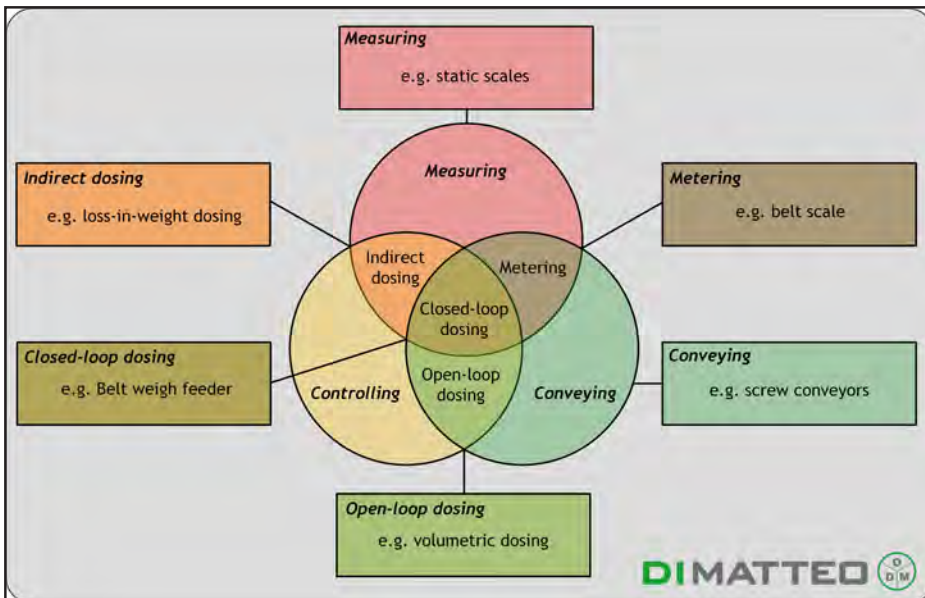 Measuring
e.g. static scales
Measuring
Indirect dosing
e.g. loss-in-weight dosing
Metering
e.g. belt scale
Indirect
dosing
Metering
Closed-loop
dosing
Closed-loop dosing
e.g. Belt weigh feeder
Conveying
e.g. screw conveyors
Controlling
Open-loop
dosing
Conveying
Open-loop dosing
e.g. volumetric dosing
DIMATTEO
O
D M